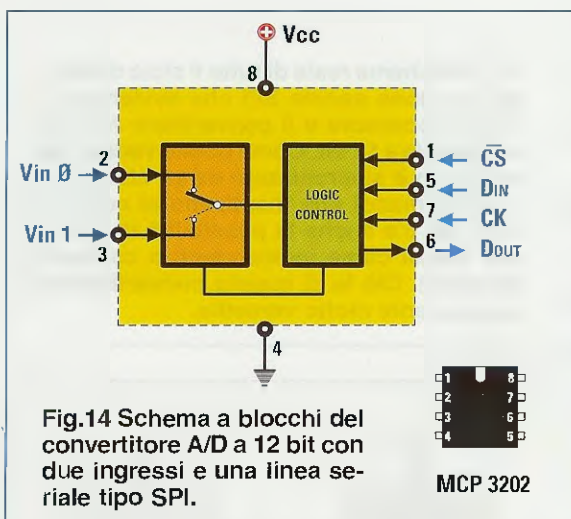 Vcc
8
2
Vin Ø
Vin 1
3
LOGIC
CONTROL
1
CS
5
DIN
7
CK
6
DOUT
4
Fig.14 Schema a blocchi del
convertitore A/D a 12 bit con
due ingressi e una linea se-
riale tipo SPI.
1 8
2 7
3 6
4 5
MCP 3202